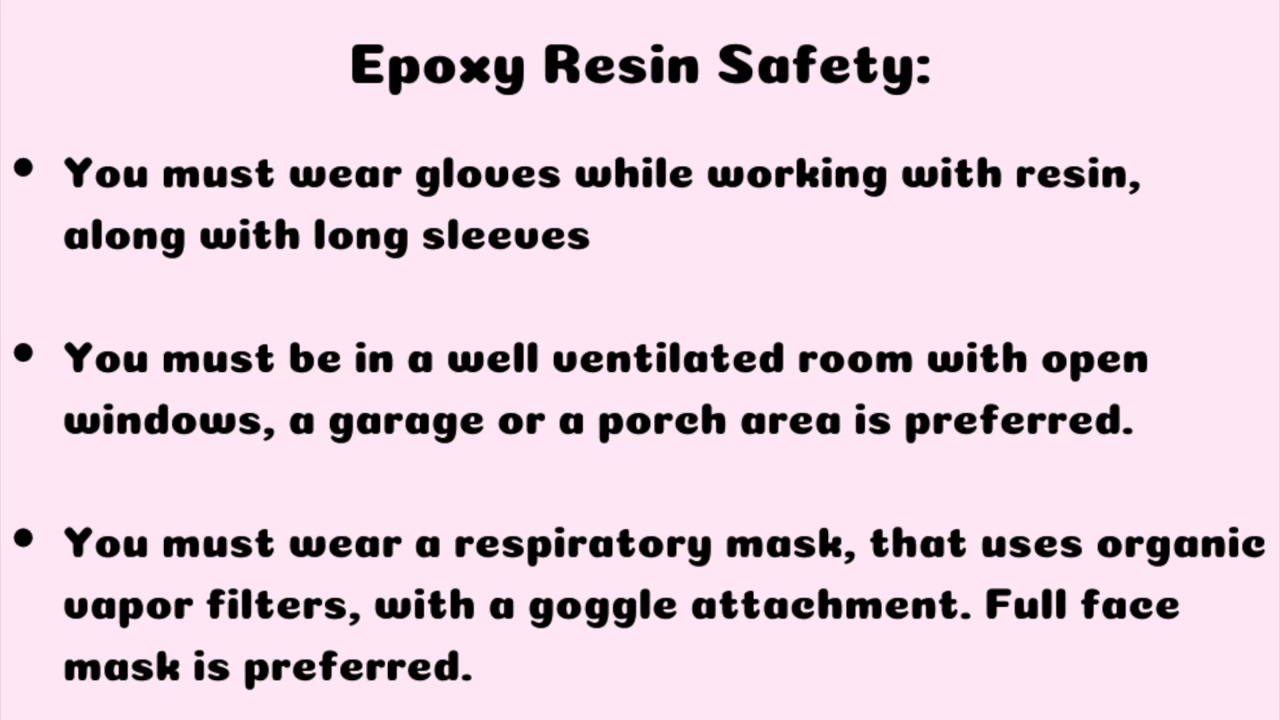 Epoxy Resin Safety:
• You must wear gloves while working with resin,
along with long sleeves
• You must be in a well ventilated room with open
windows, a garage or a porch area is preferred.
• You must wear a respiratory mask, that uses organic
vapor filters, with a goggle attachment. Full face
mask is preferred.